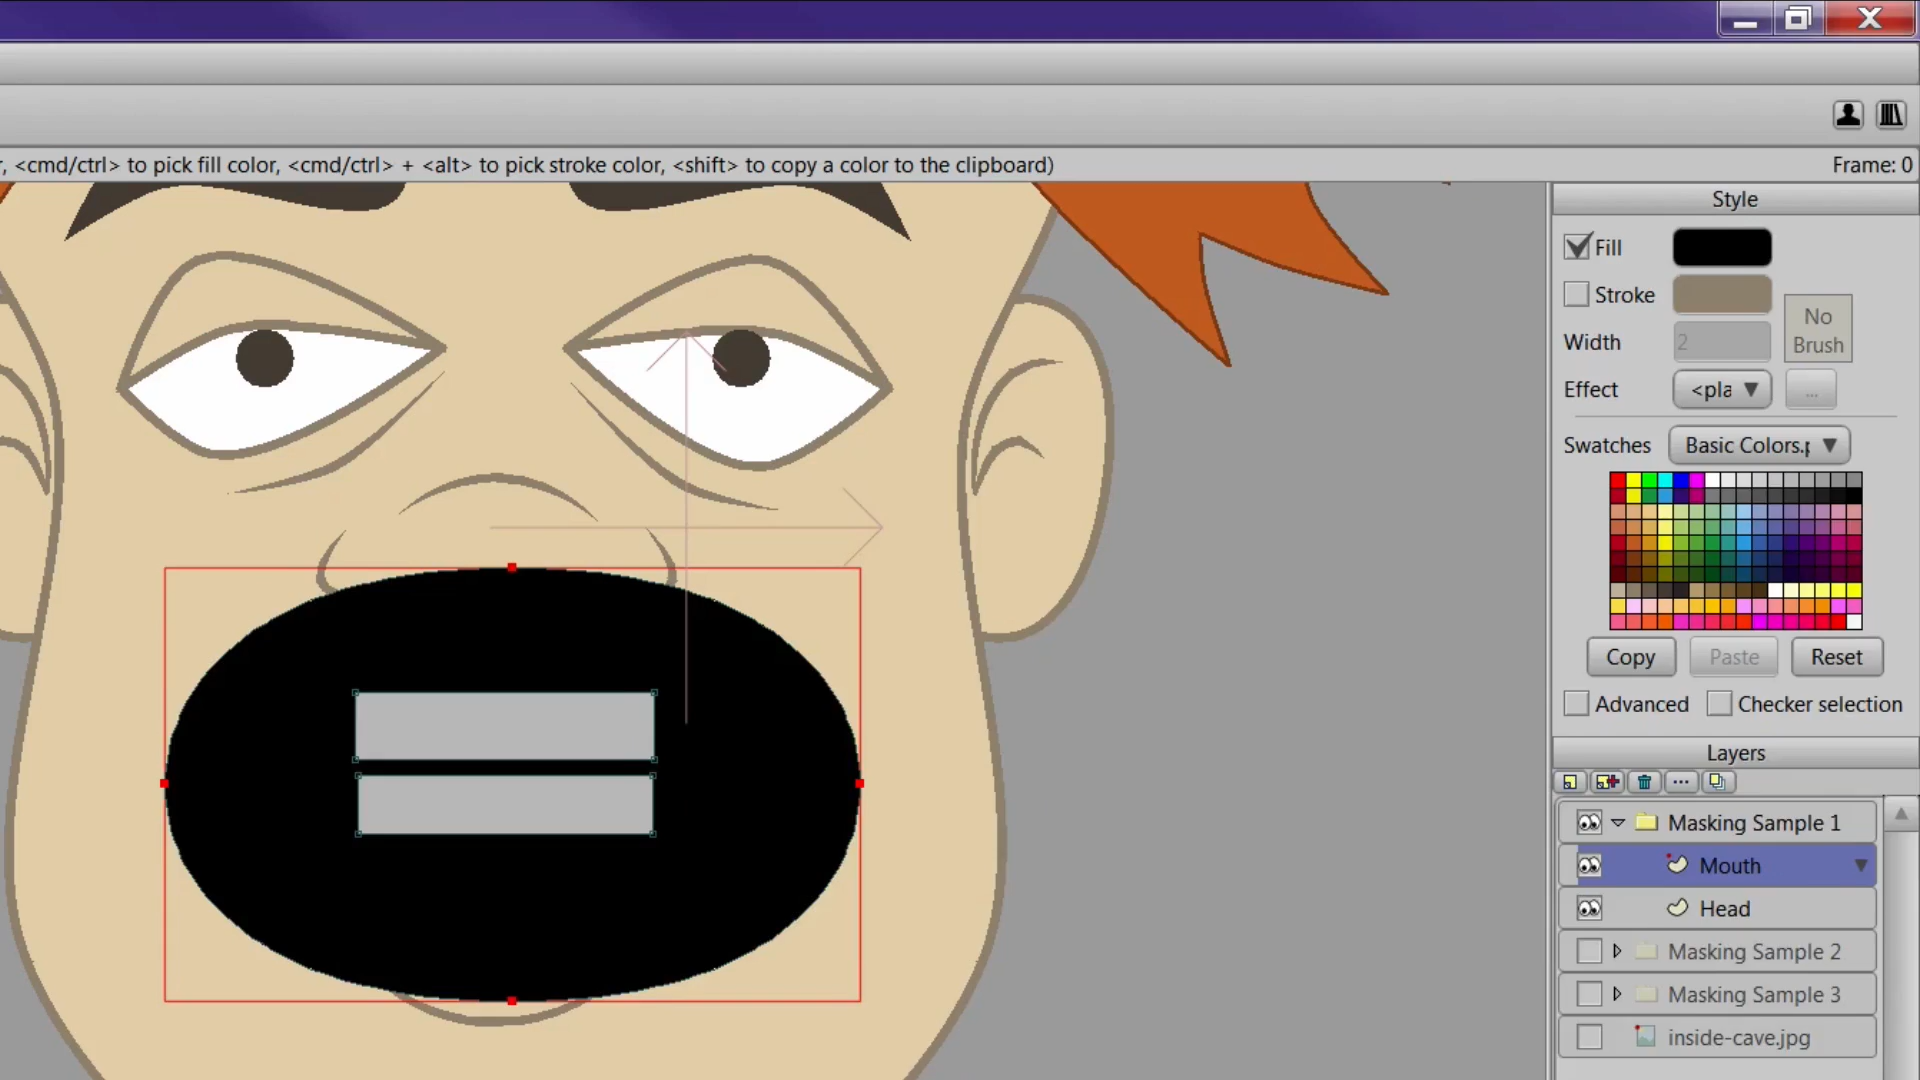 , <cmd/ctrl> to pick fill color, <cmd/ctrl> + <alt> to pick stroke color, <shift> to copy a color to the clipboard)
Frame: 0
Style
Fill
Stroke
No
Brush
Width
2
Effect
<pla
...
Swatches
Basic Colors.p
Copy
Paste
Reset
Advanced
Checker selection
Layers
Masking Sample 1
Mouth
Head
Masking Sample 2
Masking Sample 3
inside-cave.jpg